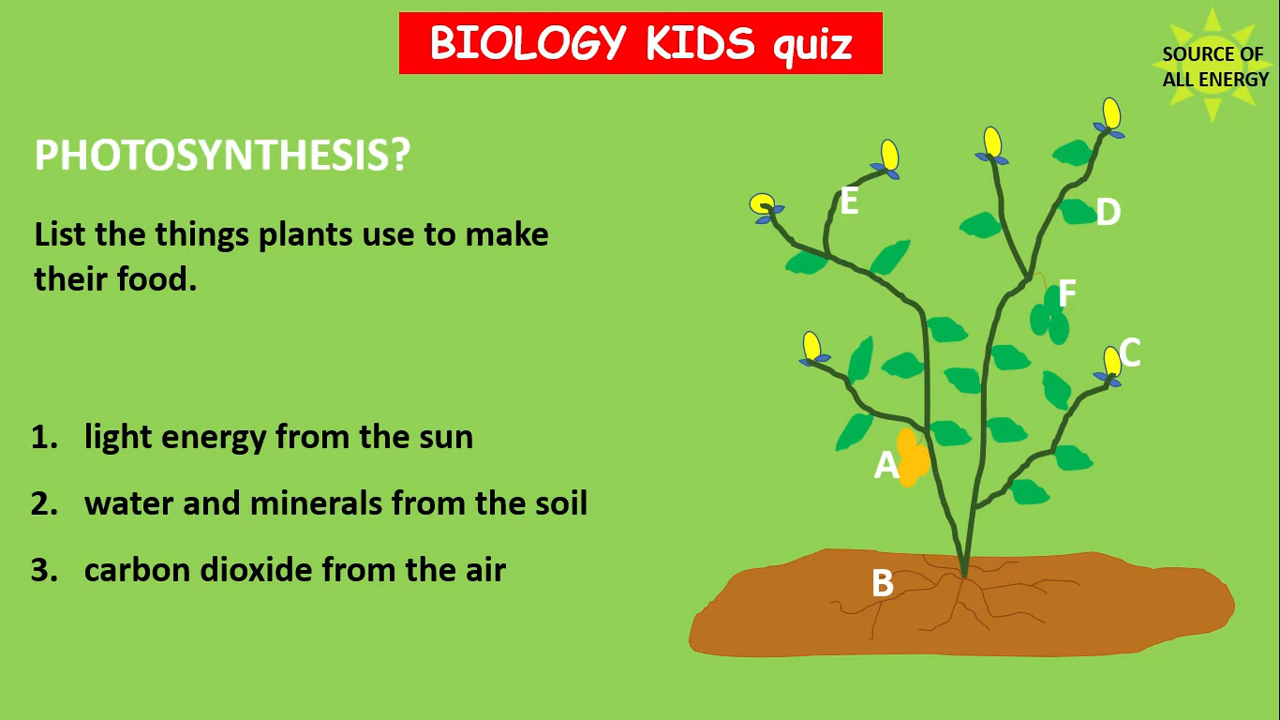 BIOLOGY KIDS quiz
SOURCE OF
ALL ENERGY
PHOTOSYNTHESIS?
List the things plants use to make
their food.
1. light energy from the sun
2. water and minerals from the soil
3. carbon dioxide from the air
E
D
F
C
A
B